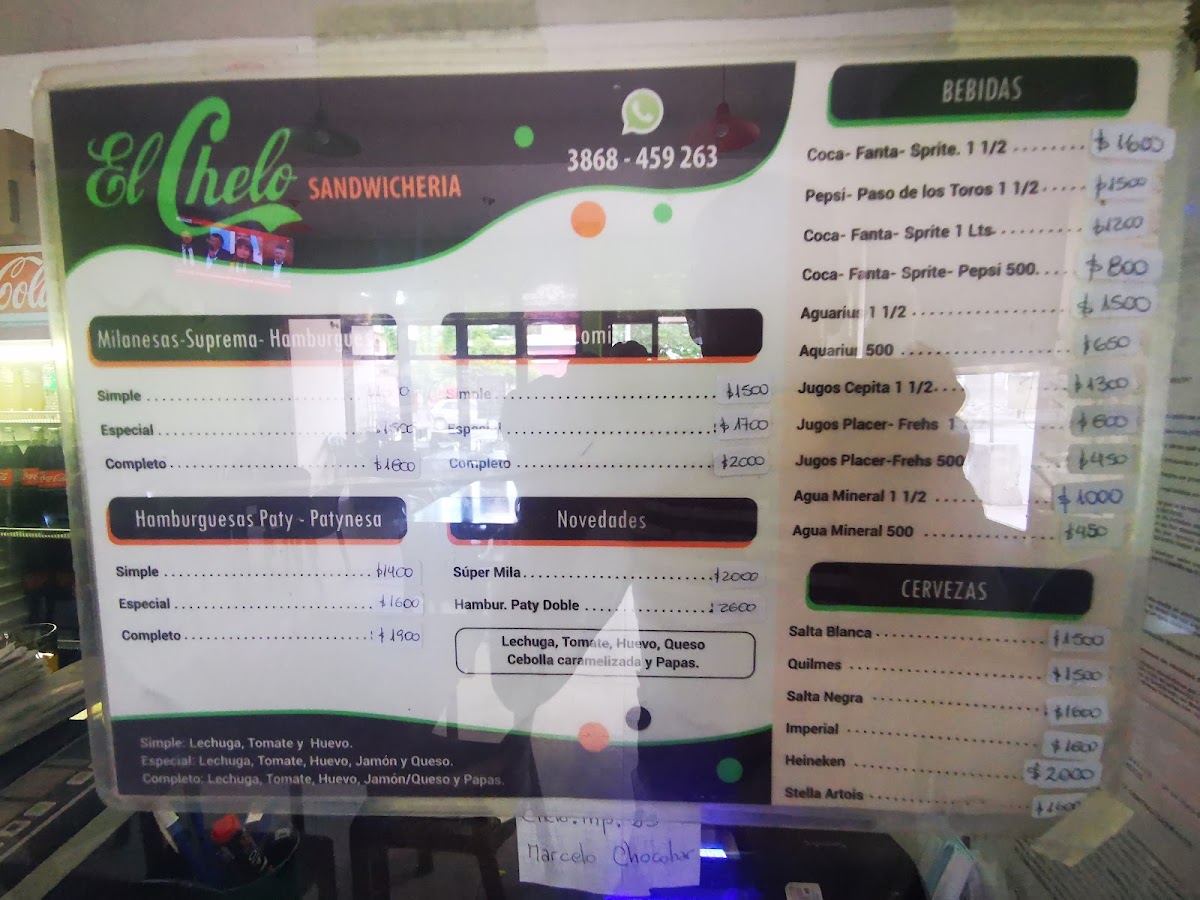 El Chelo SANDWICHERIA
3868 - 459 263
Milanesas-Suprema- Hamburgues
Simple
Especial
Completo $1800
Simple $1500
Especial $1700
Completo $2000
Hamburguesas Paty - Patynesa
Simple $1400
Especial $1600
Completo $1900
Novedades
Súper Mila $2000
Hambur. Paty Doble 2600
Lechuga, Tomate, Huevo, Queso
Cebolla caramelizada y Papas.
Simple: Lechuga, Tomate y Huevo.
Especial: Lechuga, Tomate, Huevo, Jamón y Queso.
Completo: Lechuga, Tomate, Huevo, Jamón/Queso y Papas.
BEBIDAS
Coca- Fanta- Sprite. 1 1/2 $1600
Pepsi- Paso de los Toros 1 1/2 $1500
Coca- Fanta- Sprite 1 Lts. $1200
Coca- Fanta- Sprite- Pepsi 500. $800
Aguarius 1 1/2 $1500
Aquarius 500 $650
Jugos Cepita 1 1/2 $1300
Jugos Placer- Frehs 1 $600
Jugos Placer-Frehs 500 $450
Agua Mineral 1 1/2 $1000
Agua Mineral 500 $450
CERVEZAS
Salta Blanca $1500
Quilmes $1500
Salta Negra $1600
Imperial $1600
Heineken $2000
Stella Artois $1600
Marcelo Chocobar